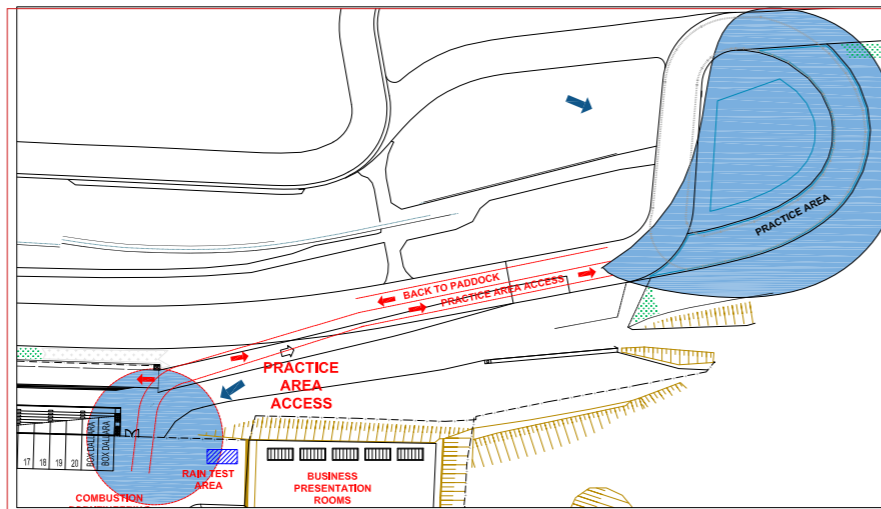 PRACTICE AREA
BACK TO PADDOCK
PRACTICE AREA ACCESS
PRACTICE
AREA
ACCESS
17
18
19
20
BOX DALLARA
BOX DALLARA
RAIN TEST
AREA
BUSINESS
PRESENTATION
ROOMS
COMBUSTION